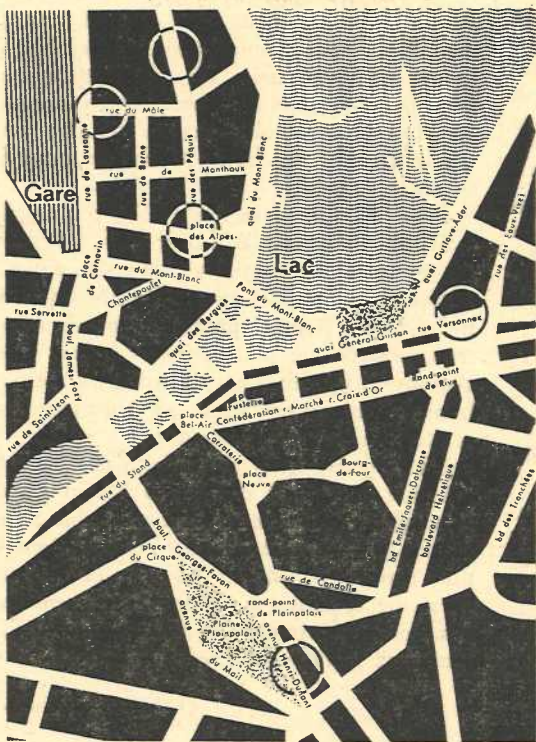 rue du Môle
rue de Lausanne
rue de Berne
rue des Pâquis
rue de Monthoux
quai du Mont-Blanc
Gare
place
des Alpes
place
de Cornavin
rue du Mont-Blanc
Chantepoulet
Lac
quai Gustave-Ador
rue des Eaux-Vives
rue Servette
boul. James-Fazy
quai des Bergues
Pont du Mont-Blanc
quai Général-Guisan
rue Versonnex
rue de Saint-Jean
Rond-point
de Rive
place
Bel-Air
Confédération r. Marché r. Croix-d'Or
Fusterie
rue du Stand
Corraterie
place
Neuve
Bourg-
de-Four
bd Emile-Jaques-Dalcroze
boulevard Helvétique
bd des Tranchées
boul. Georges-Favon
place
du Cirque
rue de Candolle
rond-point
de Plainpalais
Plaine
Plainpalais
avenue
du Mail
avenue
Henri-Dunant